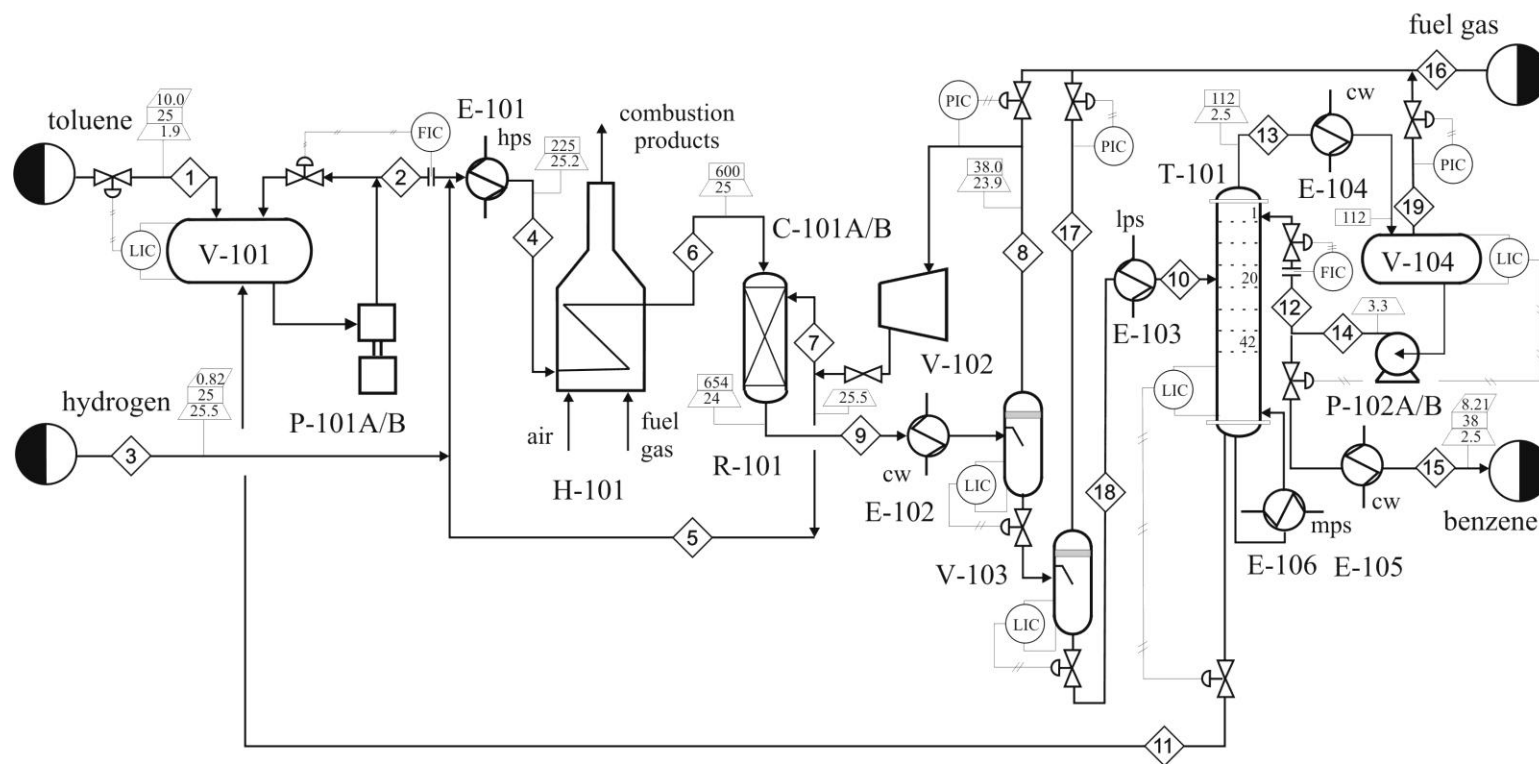 fuel gas
16
toluene
10.0
25
1.9
1
LIC
V-101
FIC
2
E-101
hps
225
25.2
4
combustion
products
600
25
6
C-101A/B
PIC
38.0
23.9
PIC
112
2.5
13
cw
E-104
T-101
PIC
19
112
V-104
LIC
8
17
lps
10
E-103
1
20
42
FIC
12
14
3.3
P-102A/B
hydrogen
0.82
25
25.5
3
P-101A/B
air
fuel
gas
H-101
7
654
24
R-101
25.5
V-102
9
cw
E-102
LIC
18
LIC
8.21
38
2.5
15
cw
benzene
mps
E-106
E-105
5
V-103
LIC
11